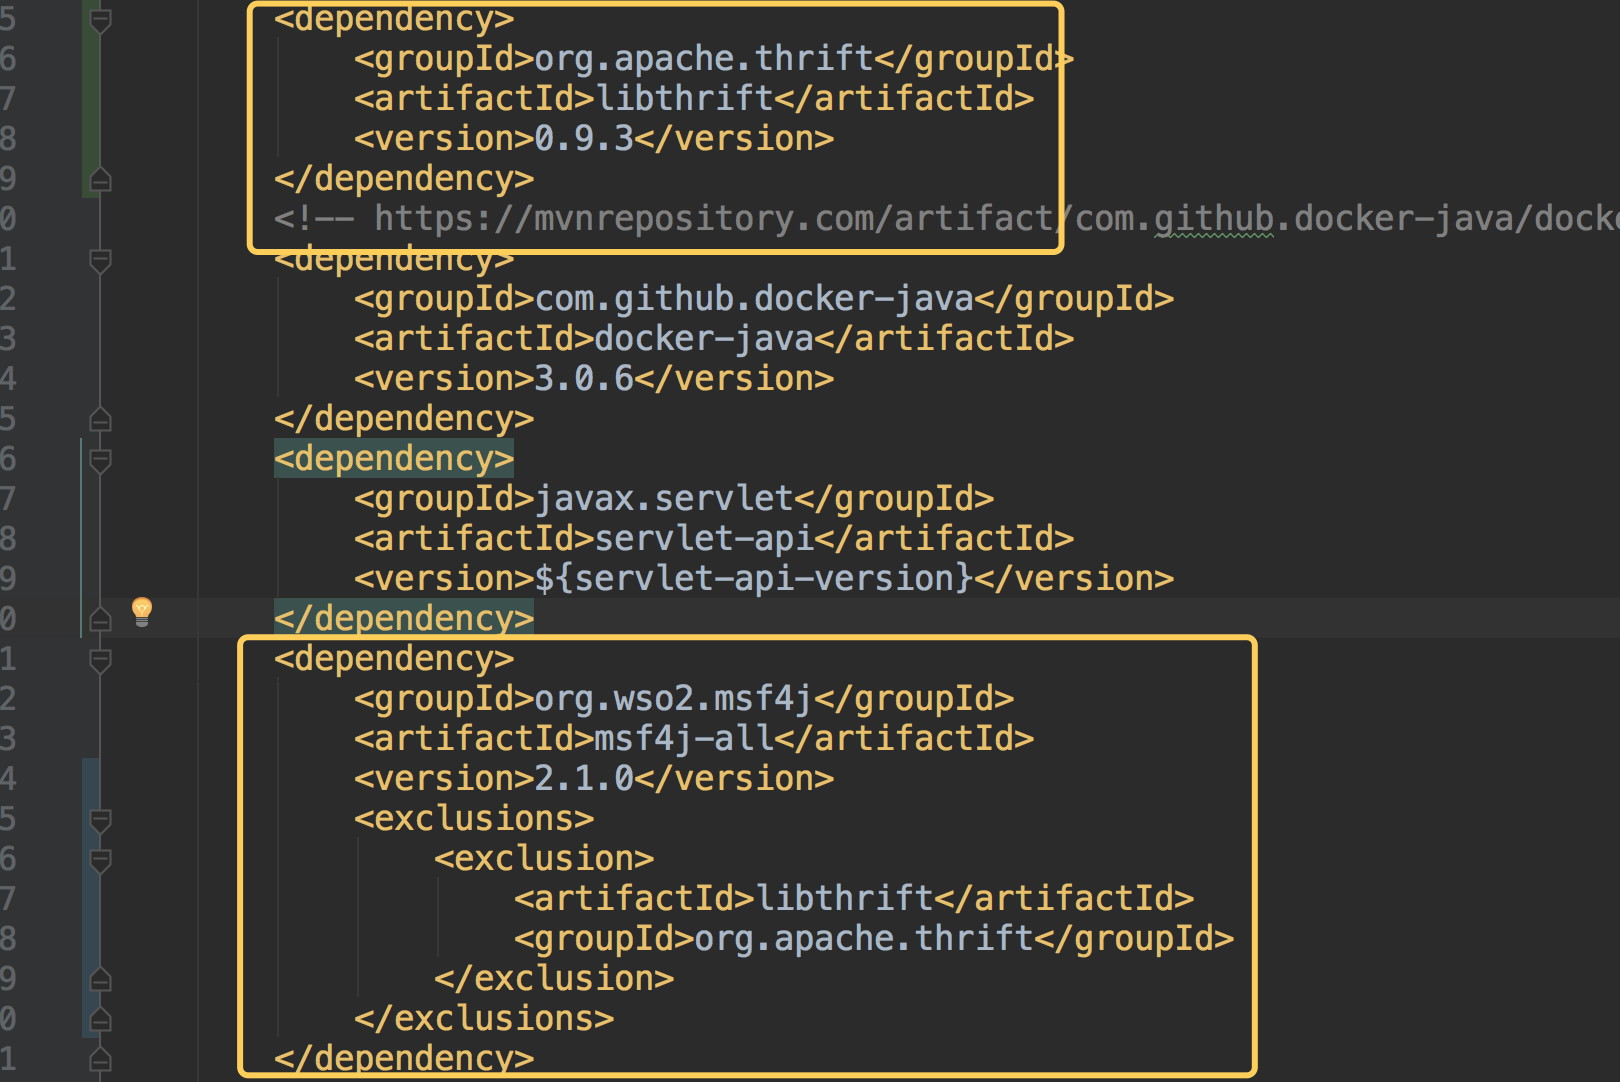 5 <dependency>
6 <groupId>org.apache.thrift</groupId>
7 <artifactId>libthrift</artifactId>
8 <version>0.9.3</version>
9 </dependency>
0 <!-- https://mvnrepository.com/artifact/com.github.docker-java/docke
1 <dependency>
2 <groupId>com.github.docker-java</groupId>
3 <artifactId>docker-java</artifactId>
4 <version>3.0.6</version>
5 </dependency>
6 <dependency>
7 <groupId>javax.servlet</groupId>
8 <artifactId>servlet-api</artifactId>
9 <version>${servlet-api-version}</version>
0 </dependency>
1 <dependency>
2 <groupId>org.wso2.msf4j</groupId>
3 <artifactId>msf4j-all</artifactId>
4 <version>2.1.0</version>
5 <exclusions>
6 <exclusion>
7 <artifactId>libthrift</artifactId>
8 <groupId>org.apache.thrift</groupId>
9 </exclusion>
0 </exclusions>
1 </dependency>